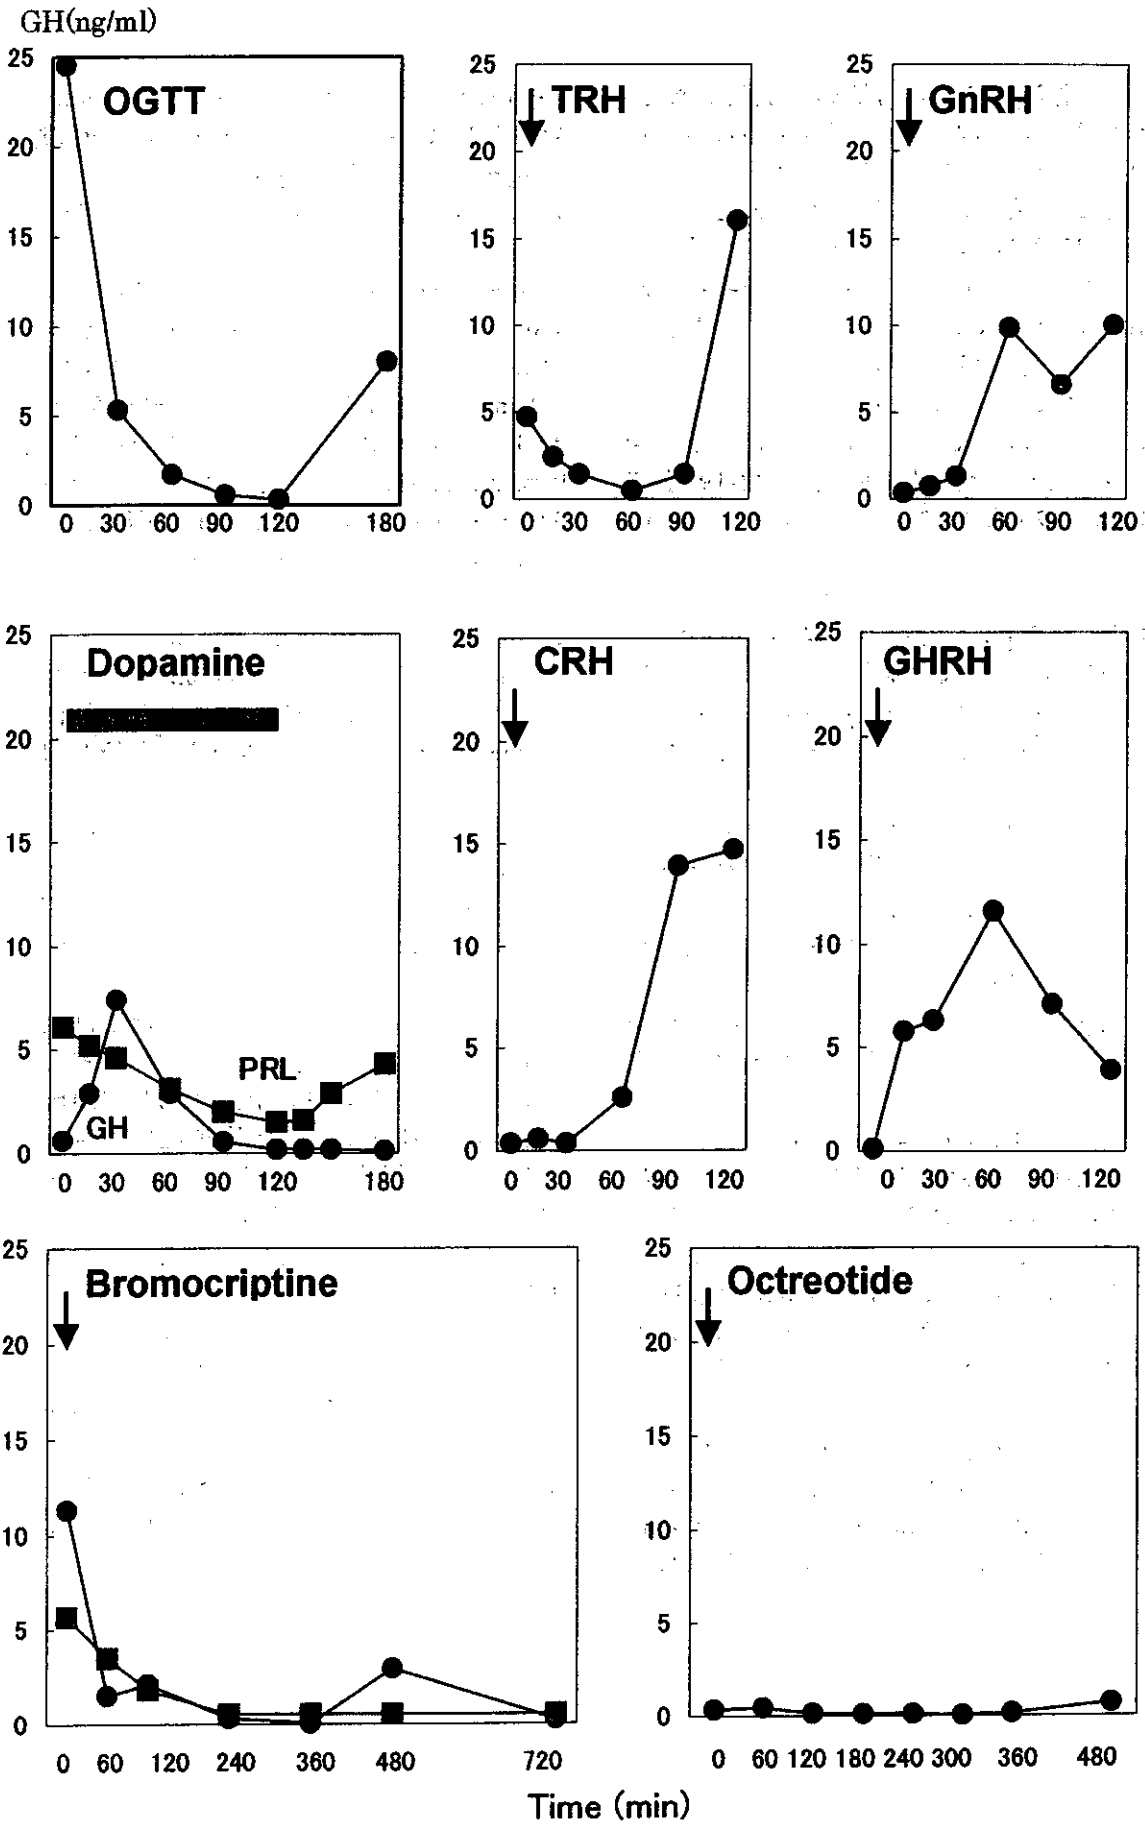 GH(ng/ml)
25 20 15 10 5 0
OGTT
0 30 60 90 120 180
25 20 15 10 5 0
TRH
0 30 60 90 120
25 20 15 10 5 0
GnRH
0 30 60 90 120
25 20 15 10 5 0
Dopamine
PRL
GH
0 30 60 90 120 180
25 20 15 10 5 0
CRH
0 30 60 90 120
25 20 15 10 5 0
GHRH
0 30 60 90 120
25 20 15 10 5 0
Bromocriptine
0 60 120 240 360 480 720
25 20 15 10 5 0
Octreotide
0 60 120 180 240 300 360 480
Time (min)